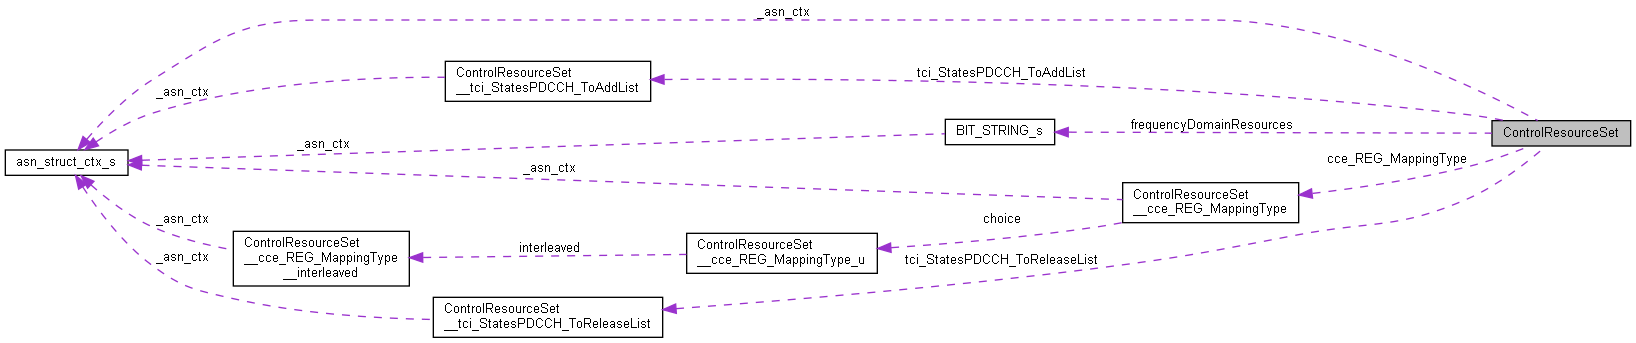 _asn_ctx
ControlResourceSet
__tci_StatesPDCCH_ToAddList
tci_StatesPDCCH_ToAddList
_asn_ctx
BIT_STRING_s
frequencyDomainResources
ControlResourceSet
_asn_ctx
asn_struct_ctx_s
_asn_ctx
cce_REG_MappingType
ControlResourceSet
__cce_REG_MappingType
_asn_ctx
choice
ControlResourceSet
__cce_REG_MappingType
__interleaved
interleaved
ControlResourceSet
__cce_REG_MappingType_u
_asn_ctx
tci_StatesPDCCH_ToReleaseList
ControlResourceSet
__tci_StatesPDCCH_ToReleaseList